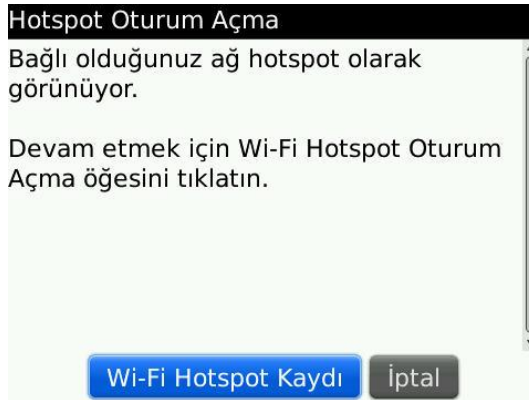 Hotspot Oturum Açma
Bağlı olduğunuz ağ hotspot olarak
görünüyor.
Devam etmek için Wi-Fi Hotspot Oturum
Açma öğesini tıklatın.
Wi-Fi Hotspot Kaydı İptal